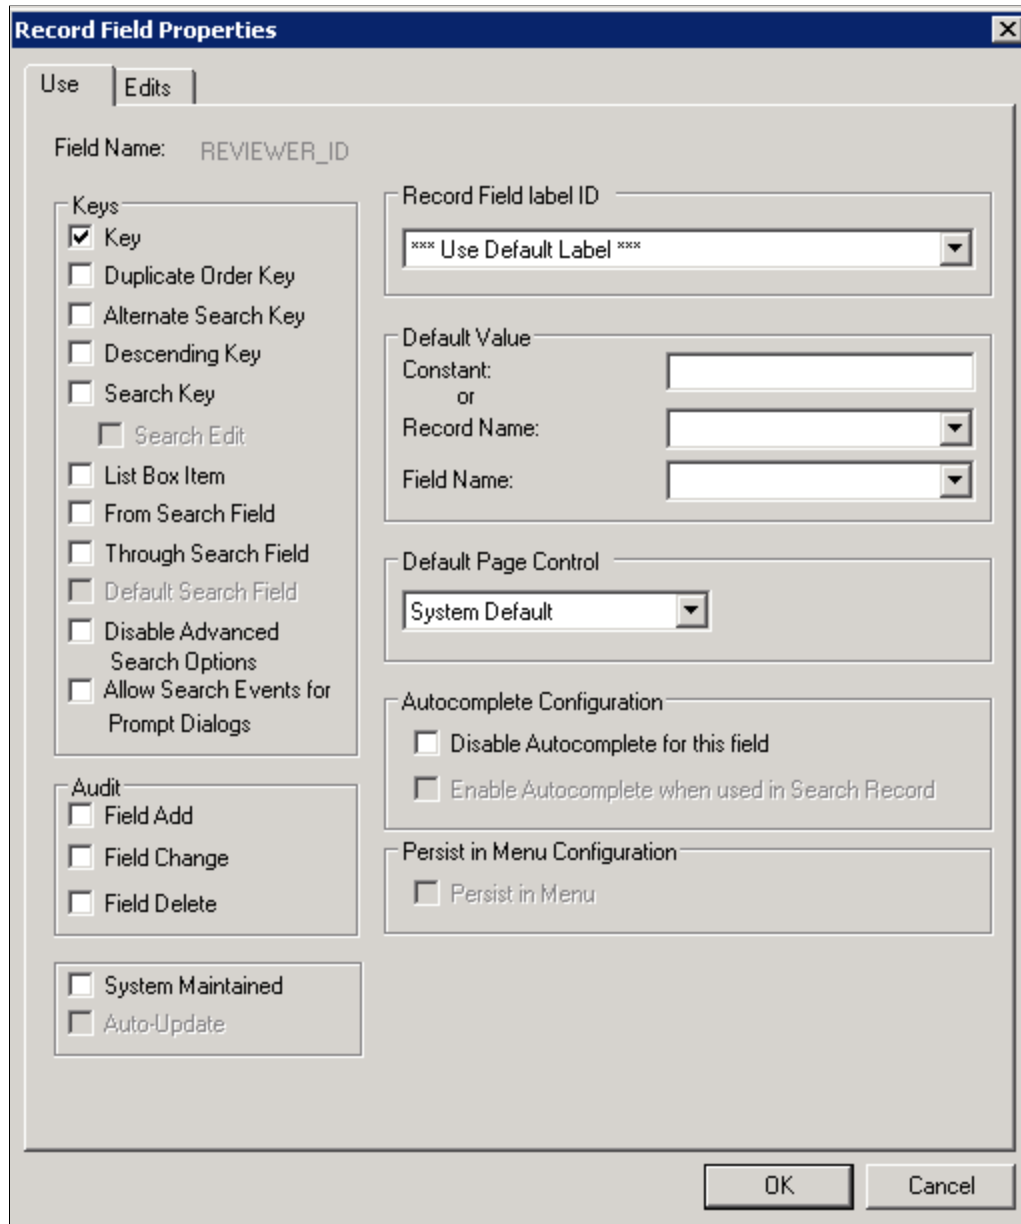 Record Field Properties
Use
Edits
Field Name: REVIEWER_ID
Keys
Key
Duplicate Order Key
Alternate Search Key
Descending Key
Search Key
Search Edit
List Box Item
From Search Field
Through Search Field
Default Search Field
Disable Advanced
Search Options
Allow Search Events for
Prompt Dialogs
Audit
Field Add
Field Change
Field Delete
System Maintained
Auto-Update
Record Field label ID
*** Use Default Label ***
Default Value
Constant:
or
Record Name:
Field Name:
Default Page Control
System Default
Autocomplete Configuration
Disable Autocomplete for this field
Enable Autocomplete when used in Search Record
Persist in Menu Configuration
Persist in Menu
OK
Cancel